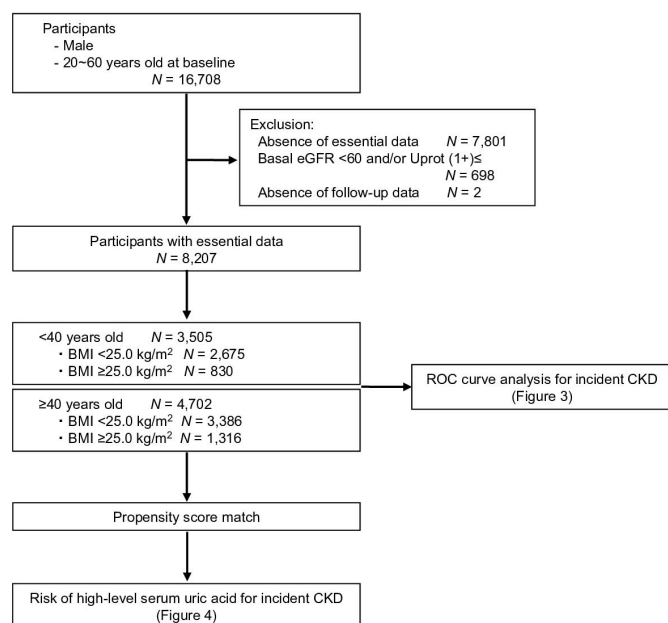 Participants
- Male
- 20~60 years old at baseline
N = 16,708
Exclusion:
Absence of essential data N = 7,801
Basal eGFR <60 and/or Uprot (1+)≤
N = 698
Absence of follow-up data N = 2
Participants with essential data
N = 8,207
<40 years old N = 3,505
・BMI <25.0 kg/m² N = 2,675
・BMI ≥25.0 kg/m² N = 830
≥40 years old N = 4,702
・BMI <25.0 kg/m² N = 3,386
・BMI ≥25.0 kg/m² N = 1,316
ROC curve analysis for incident CKD
(Figure 3)
Propensity score match
Risk of high-level serum uric acid for incident CKD
(Figure 4)